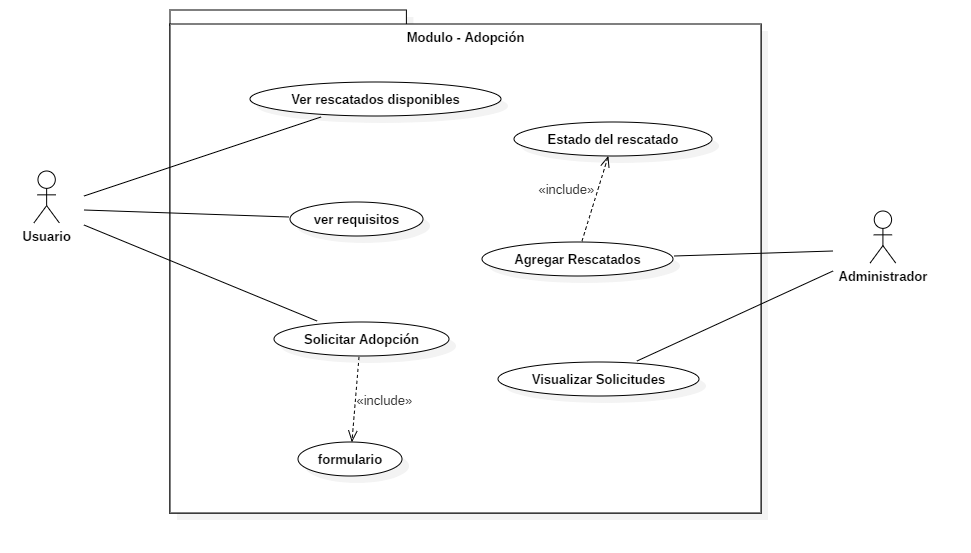 Modulo - Adopción
Ver rescatados disponibles
Estado del rescatado
«include»
ver requisitos
Usuario
Agregar Rescatados
Administrador
Solicitar Adopción
Visualizar Solicitudes
«include»
formulario